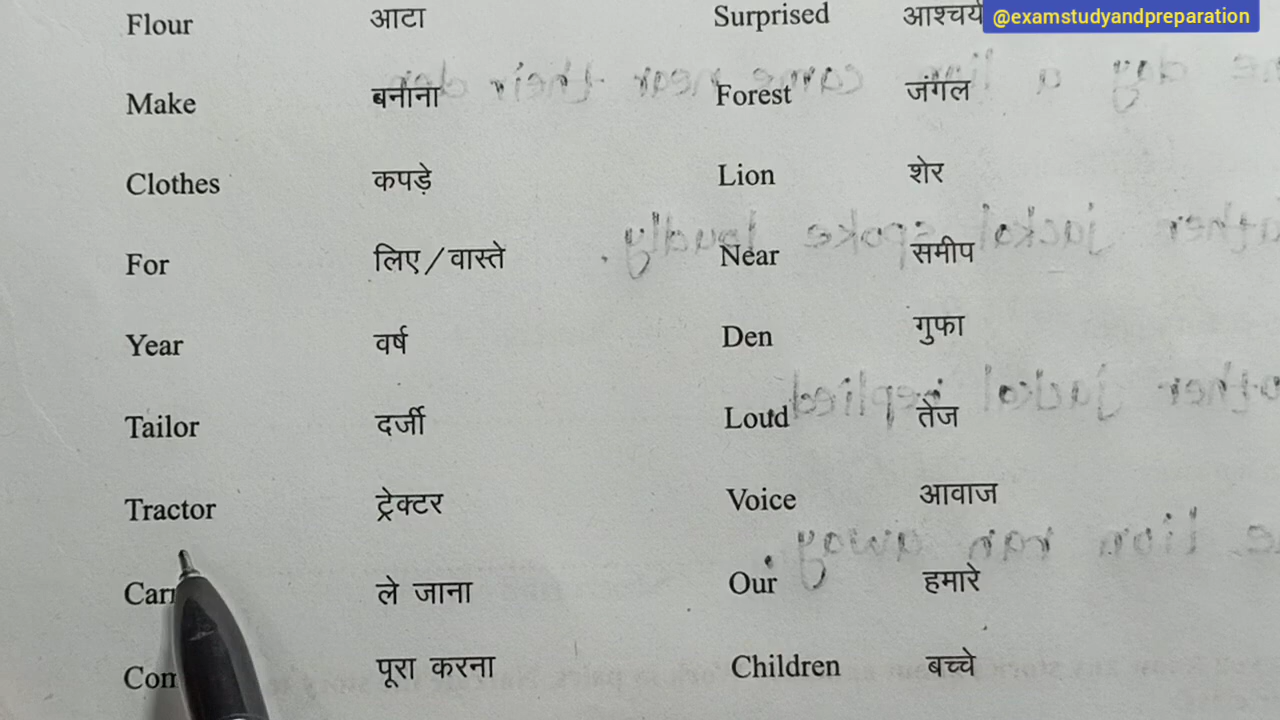 @examstudyandpreparation
Flour आटा Surprised आश्चर्य
Make बनाना Forest जंगल
Clothes कपड़े Lion शेर
For लिए/वास्ते Near समीप
Year वर्ष Den गुफा
Tailor दर्जी Loud तेज
Tractor ट्रेक्टर Voice आवाज
ले जाना Our हमारे
पूरा करना Children बच्चे